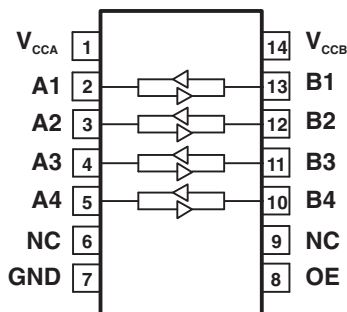 VCCA 1 14 VCCB
A1 2 13 B1
A2 3 12 B2
A3 4 11 B3
A4 5 10 B4
NC 6 9 NC
GND 7 8 OE